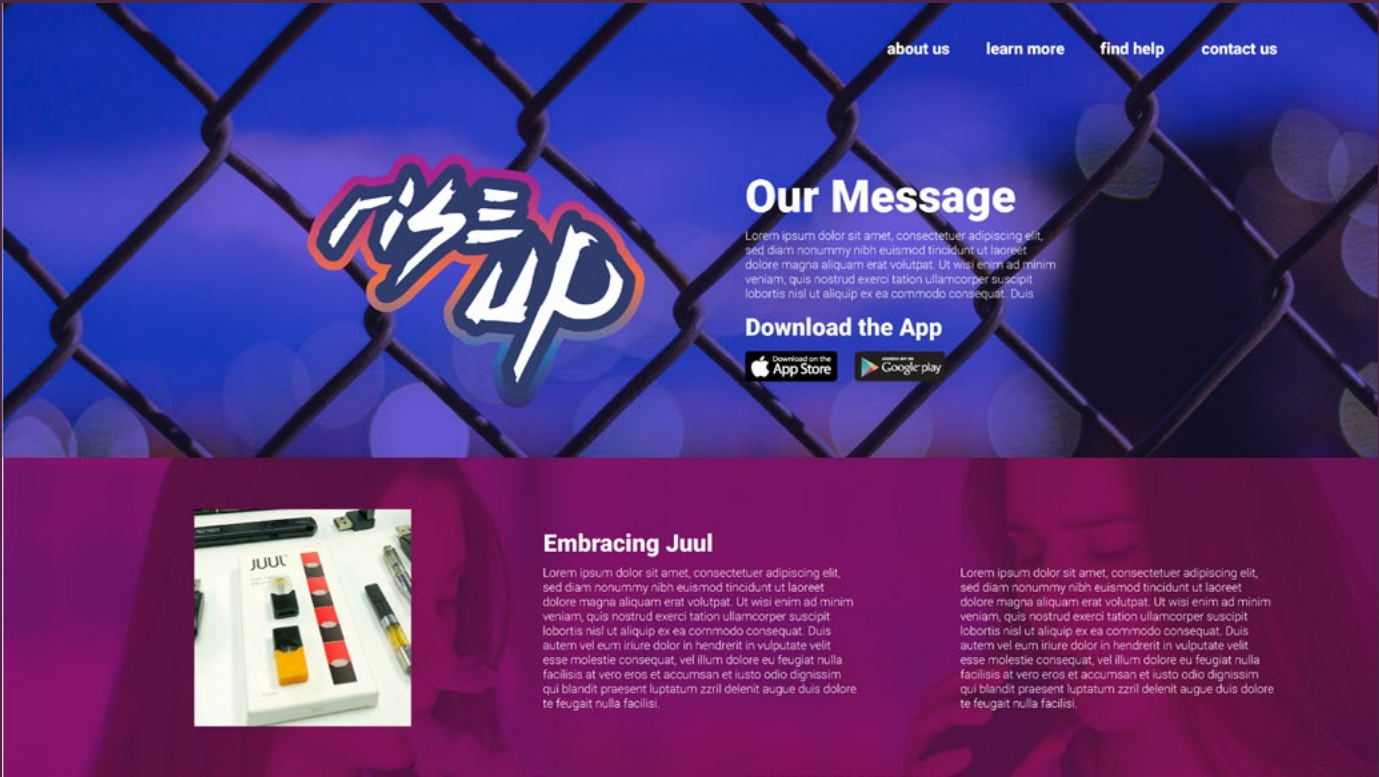 about us learn more find help contact us
rise
up
Our Message
Lorem ipsum dolor sit amet, consectetuer adipiscing elit,
sed diam nonummy nibh euismod tincidunt ut laoreet
dolore magna aliquam erat volutpat. Ut wisi enim ad minim
veniam, quis nostrud exerci tation ullamcorper suscipit
lobortis nisl ut aliquip ex ea commodo consequat. Duis
Download the App
Download on the
App Store
ANDROID APP ON
Google play
JUUL
Embracing Juul
Lorem ipsum dolor sit amet, consectetuer adipiscing elit,
sed diam nonummy nibh euismod tincidunt ut laoreet
dolore magna aliquam erat volutpat. Ut wisi enim ad minim
veniam, quis nostrud exerci tation ullamcorper suscipit
lobortis nisl ut aliquip ex ea commodo consequat. Duis
autem vel eum iriure dolor in hendrerit in vulputate velit
esse molestie consequat, vel illum dolore eu feugiat nulla
facilisis at vero eros et accumsan et iusto odio dignissim
qui blandit praesent luptatum zzril delenit augue duis dolore
te feugait nulla facilisi.
Lorem ipsum dolor sit amet, consectetuer adipiscing elit,
sed diam nonummy nibh euismod tincidunt ut laoreet
dolore magna aliquam erat volutpat. Ut wisi enim ad minim
veniam, quis nostrud exerci tation ullamcorper suscipit
lobortis nisl ut aliquip ex ea commodo consequat. Duis
autem vel eum iriure dolor in hendrerit in vulputate velit
esse molestie consequat, vel illum dolore eu feugiat nulla
facilisis at vero eros et accumsan et iusto odio dignissim
qui blandit praesent luptatum zzril delenit augue duis dolore
te feugait nulla facilisi.